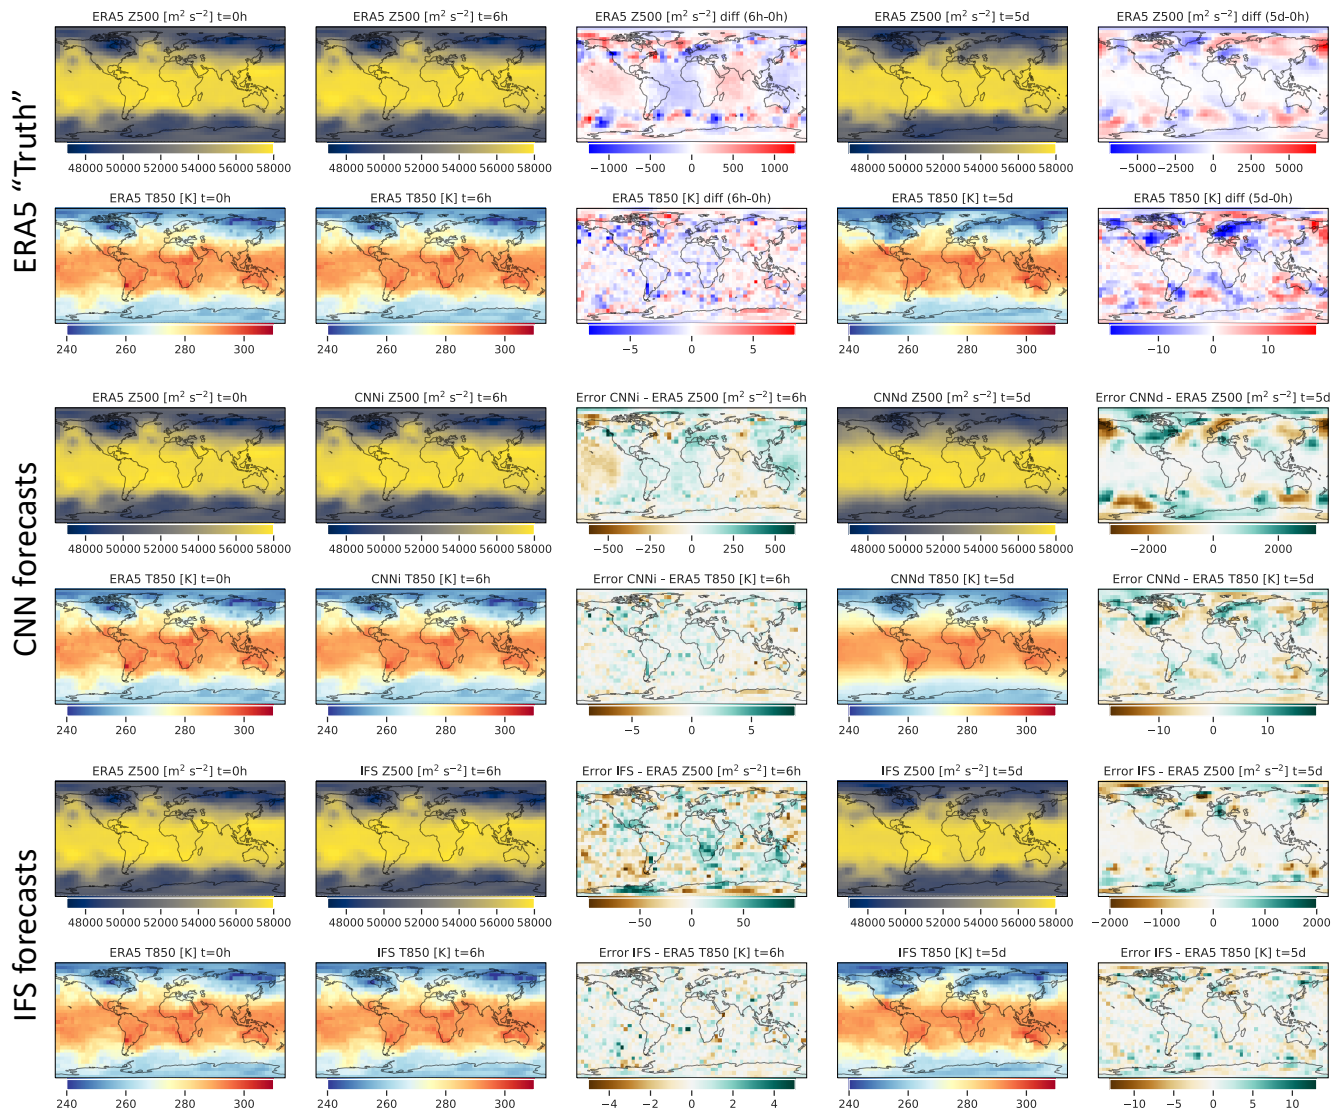 ERA5 “Truth”
ERA5 Z500 [m² s⁻²] t=0h
ERA5 Z500 [m² s⁻²] t=6h
ERA5 Z500 [m² s⁻²] diff (6h-0h)
ERA5 Z500 [m² s⁻²] t=5d
ERA5 Z500 [m² s⁻²] diff (5d-0h)
48000 50000 52000 54000 56000 58000
48000 50000 52000 54000 56000 58000
−1000 −500 0 500 1000
48000 50000 52000 54000 56000 58000
−5000 −2500 0 2500 5000
ERA5 T850 [K] t=0h
ERA5 T850 [K] t=6h
ERA5 T850 [K] diff (6h-0h)
ERA5 T850 [K] t=5d
ERA5 T850 [K] diff (5d-0h)
240 260 280 300
240 260 280 300
−5 0 5
240 260 280 300
−10 0 10
CNN forecasts
ERA5 Z500 [m² s⁻²] t=0h
CNNi Z500 [m² s⁻²] t=6h
Error CNNi - ERA5 Z500 [m² s⁻²] t=6h
CNNd Z500 [m² s⁻²] t=5d
Error CNNd - ERA5 Z500 [m² s⁻²] t=5d
48000 50000 52000 54000 56000 58000
48000 50000 52000 54000 56000 58000
−500 −250 0 250 500
48000 50000 52000 54000 56000 58000
−2000 0 2000
ERA5 T850 [K] t=0h
CNNi T850 [K] t=6h
Error CNNi - ERA5 T850 [K] t=6h
CNNd T850 [K] t=5d
Error CNNd - ERA5 T850 [K] t=5d
240 260 280 300
240 260 280 300
−5 0 5
240 260 280 300
−10 0 10
IFS forecasts
ERA5 Z500 [m² s⁻²] t=0h
IFS Z500 [m² s⁻²] t=6h
Error IFS - ERA5 Z500 [m² s⁻²] t=6h
IFS Z500 [m² s⁻²] t=5d
Error IFS - ERA5 Z500 [m² s⁻²] t=5d
48000 50000 52000 54000 56000 58000
48000 50000 52000 54000 56000 58000
−50 0 50
48000 50000 52000 54000 56000 58000
−2000 −1000 0 1000 2000
ERA5 T850 [K] t=0h
IFS T850 [K] t=6h
Error IFS - ERA5 T850 [K] t=6h
IFS T850 [K] t=5d
Error IFS - ERA5 T850 [K] t=5d
240 260 280 300
240 260 280 300
−4 −2 0 2 4
240 260 280 300
−10 −5 0 5 10